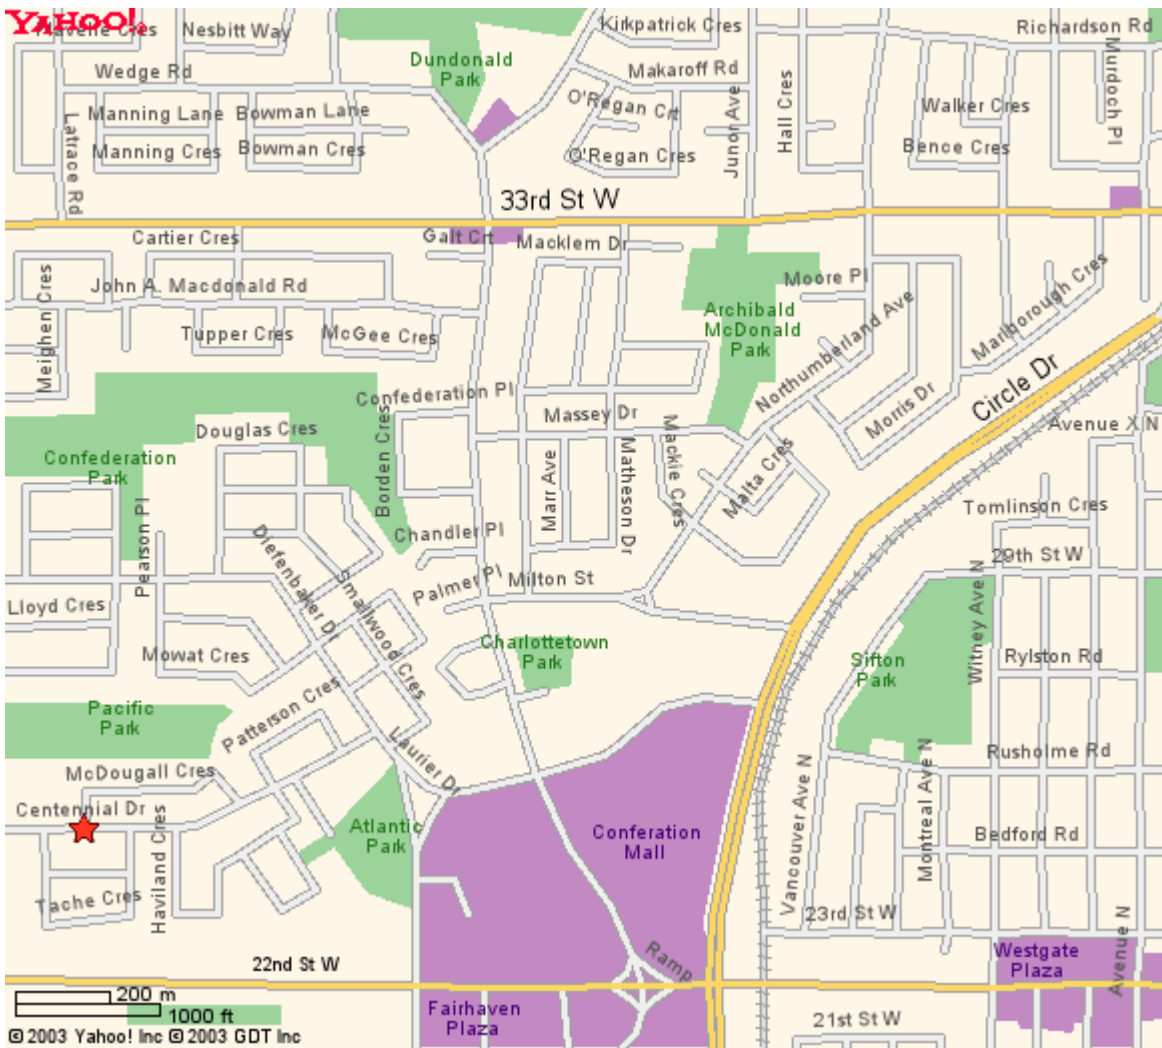 YAHOO!
Kirkpatrick Cres
Richardson Rd
Nesbitt Way
Dundonald
Park
Wedge Rd
Makaroff Rd
Murdoch Pl
Hall Cres
Junor Ave
O'Regan Crt
Walker Cres
Manning Lane
Bowman Lane
Latrace Rd
Manning Cres
Bowman Cres
O'Regan Cres
Bence Cres
33rd St W
Cartier Cres
Galt Crt
Macklem Dr
John A. Macdonald Rd
Moore Pl
Meighen Cres
Marlborough Cres
Tupper Cres
McGee Cres
Archibald
McDonald
Park
Northumberland Ave
Circle Dr
Confederation Pl
Massey Dr
Morris Dr
Avenue X N
Douglas Cres
Borden Cres
Mackie Cres
Confederation
Park
Marr Ave
Matheson Dr
Malta Cres
Tomlinson Cres
Pearson Pl
Chandler Pl
29th St W
Diefenbaker Dr
Smallwood Cres
Palmer Pl
Milton St
Lloyd Cres
Witney Ave N
Mowat Cres
Charlottetown
Park
Sifton
Park
Rylston Rd
Pacific
Park
Patterson Cres
Laurier Dr
Rusholme Rd
McDougall Cres
Vancouver Ave N
Montreal Ave N
Centennial Dr
Haviland Cres
Atlantic
Park
Conferation
Mall
Bedford Rd
Tache Cres
23rd St W
Avenue N
22nd St W
Ramp
Westgate
Plaza
200 m
1000 ft
Fairhaven
Plaza
21st St W
© 2003 Yahoo! Inc © 2003 GDT Inc